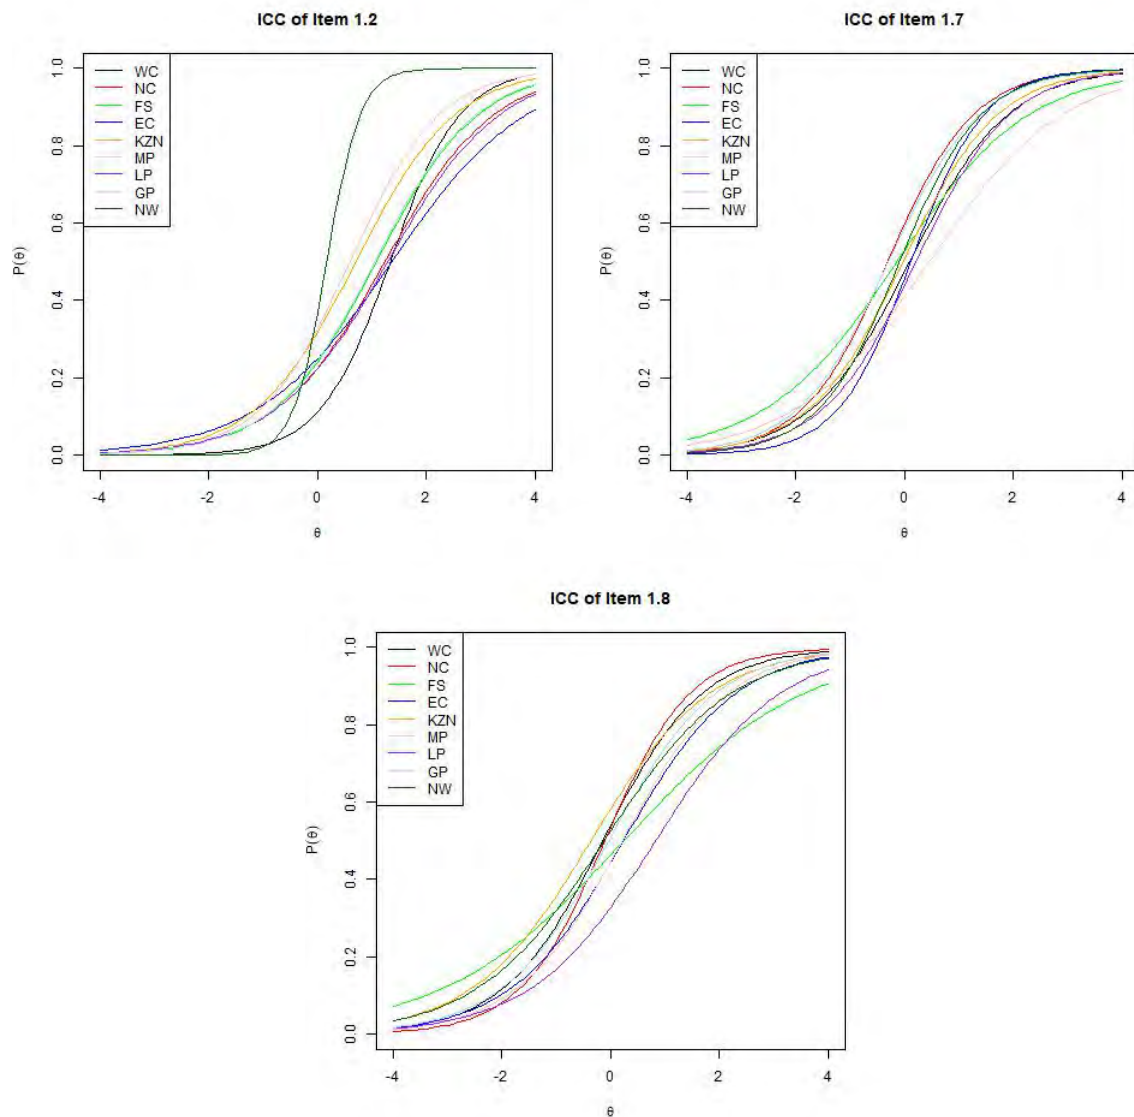 ICC of Item 1.2
WC
NC
FS
EC
KZN
MP
LP
GP
NW
P(θ)
0.0 0.2 0.4 0.6 0.8 1.0
-4 -2 0 2 4
θ
ICC of Item 1.7
WC
NC
FS
EC
KZN
MP
LP
GP
NW
P(θ)
0.0 0.2 0.4 0.6 0.8 1.0
-4 -2 0 2 4
θ
ICC of Item 1.8
WC
NC
FS
EC
KZN
MP
LP
GP
NW
P(θ)
0.0 0.2 0.4 0.6 0.8 1.0
-4 -2 0 2 4
θ